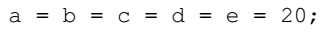 a = b = c = d = e = 20;